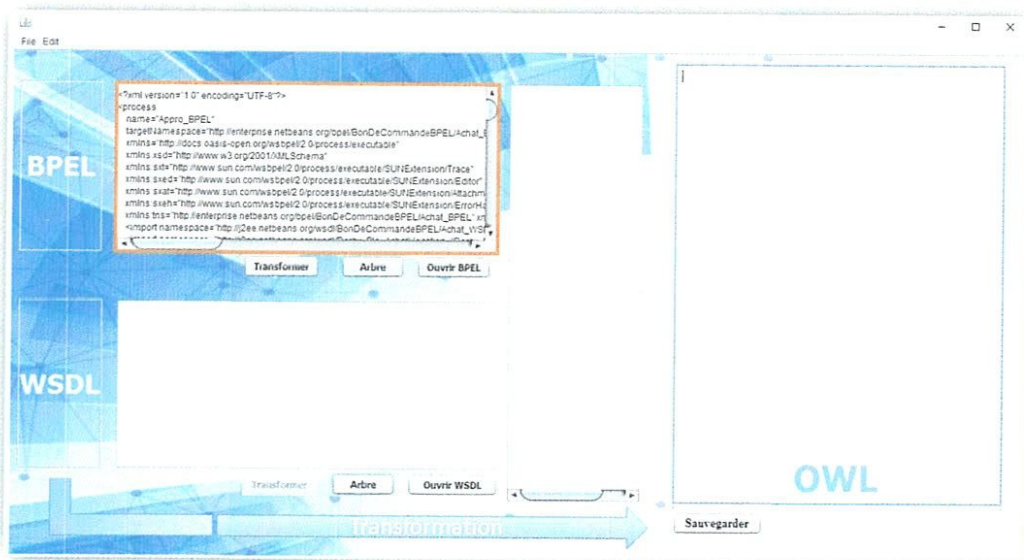 File Edit
BPEL
<?xml version="1.0" encoding="UTF-8"?>
<process
name="Appro_BPEL"
targetNamespace="http://enterprise.netbeans.org/bpel/BonDeCommandeBPEL/Achat_
xmlns="http://docs.oasis-open.org/wsbpel/2.0/process/executable"
xmlns:xsd="http://www.w3.org/2001/XMLSchema"
xmlns:sxt="http://www.sun.com/wsbpel/2.0/process/executable/SUNExtension/Trace"
xmlns:sxed="http://www.sun.com/wsbpel/2.0/process/executable/SUNExtension/Editor"
xmlns:sxat="http://www.sun.com/wsbpel/2.0/process/executable/SUNExtension/Attachm
xmlns:sxeh="http://www.sun.com/wsbpel/2.0/process/executable/SUNExtension/ErrorHa
xmlns:tns="http://enterprise.netbeans.org/bpel/BonDeCommandeBPEL/Achat_BPEL"
<import namespace="http://j2ee.netbeans.org/wsdl/BonDeCommandeBPEL/Achat_WS
Transformer Arbre Ouvrir BPEL
WSDL
Transformer Arbre Ouvrir WSDL
Transformation
OWL
Sauvegarder